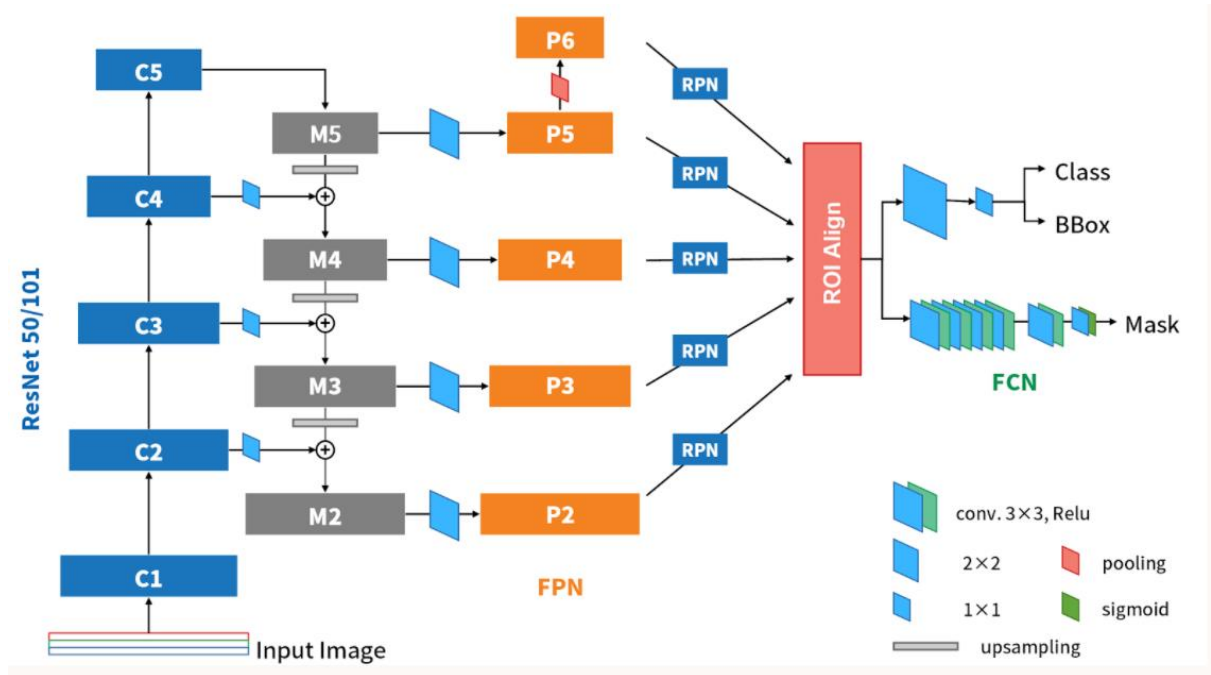 P6
C5
RPN
M5
P5
RPN
C4
Class
BBox
M4
P4
RPN
ROI Align
ResNet 50/101
C3
Mask
RPN
FCN
M3
P3
C2
RPN
M2
P2
conv. 3×3, Relu
2×2
pooling
C1
FPN
1×1
sigmoid
Input Image
upsampling